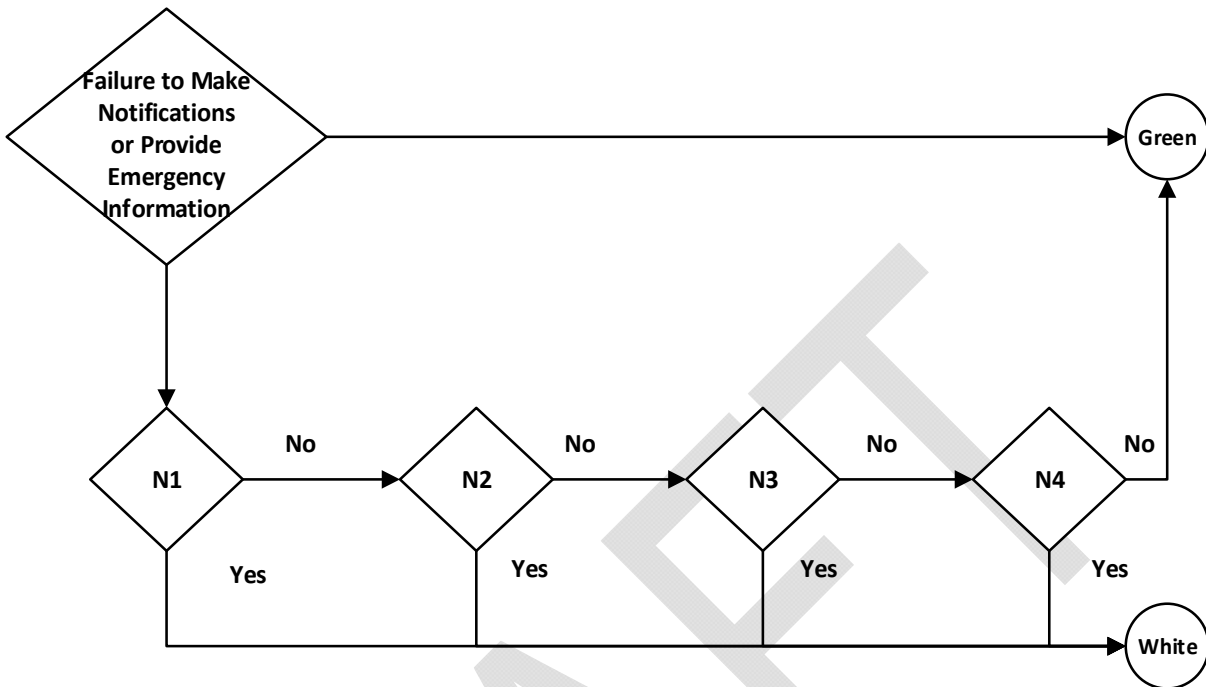 Failure to Make
Notifications
or Provide
Emergency
Information
Green
No
No
No
No
N1
N2
N3
N4
Yes
Yes
Yes
Yes
White